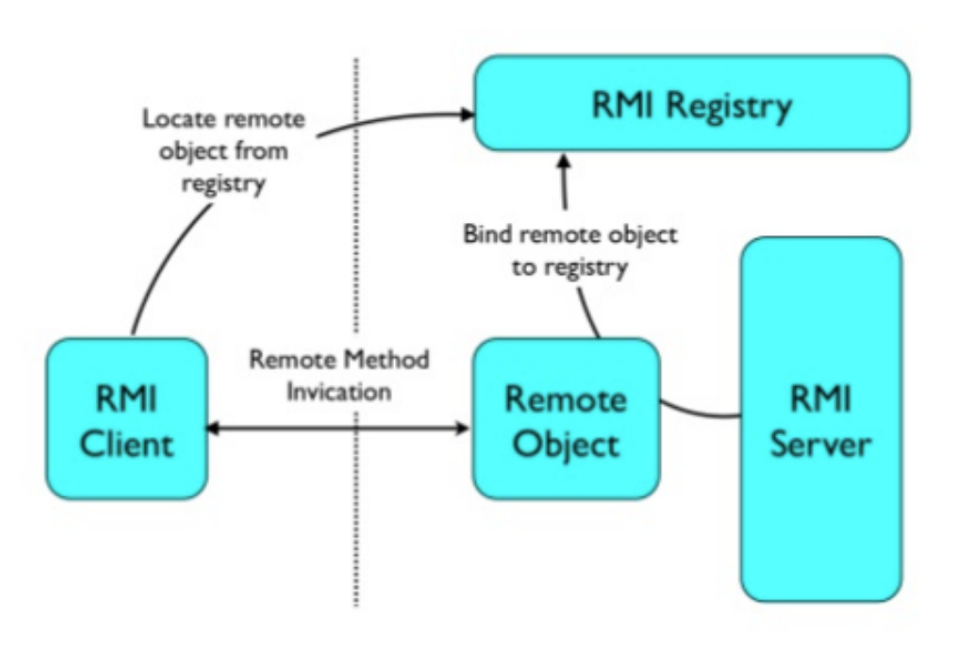 RMI Registry
Locate remote
object from
registry
Bind remote object
to registry
Remote Method
Invication
RMI
Client
Remote
Object
RMI
Server